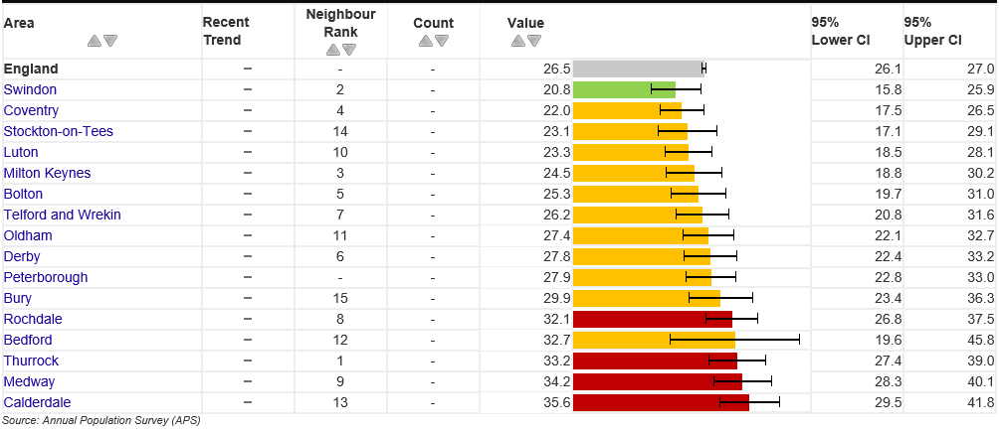 Area Recent Trend Neighbour Rank Count Value 95% Lower CI 95% Upper CI
England – - - 26.5 26.1 27.0
Swindon – 2 - 20.8 15.8 25.9
Coventry – 4 - 22.0 17.5 26.5
Stockton-on-Tees – 14 - 23.1 17.1 29.1
Luton – 10 - 23.3 18.5 28.1
Milton Keynes – 3 - 24.5 18.8 30.2
Bolton – 5 - 25.3 19.7 31.0
Telford and Wrekin – 7 - 26.2 20.8 31.6
Oldham – 11 - 27.4 22.1 32.7
Derby – 6 - 27.8 22.4 33.2
Peterborough – - - 27.9 22.8 33.0
Bury – 15 - 29.9 23.4 36.3
Rochdale – 8 - 32.1 26.8 37.5
Bedford – 12 - 32.7 19.6 45.8
Thurrock – 1 - 33.2 27.4 39.0
Medway – 9 - 34.2 28.3 40.1
Calderdale – 13 - 35.6 29.5 41.8
Source: Annual Population Survey (APS)